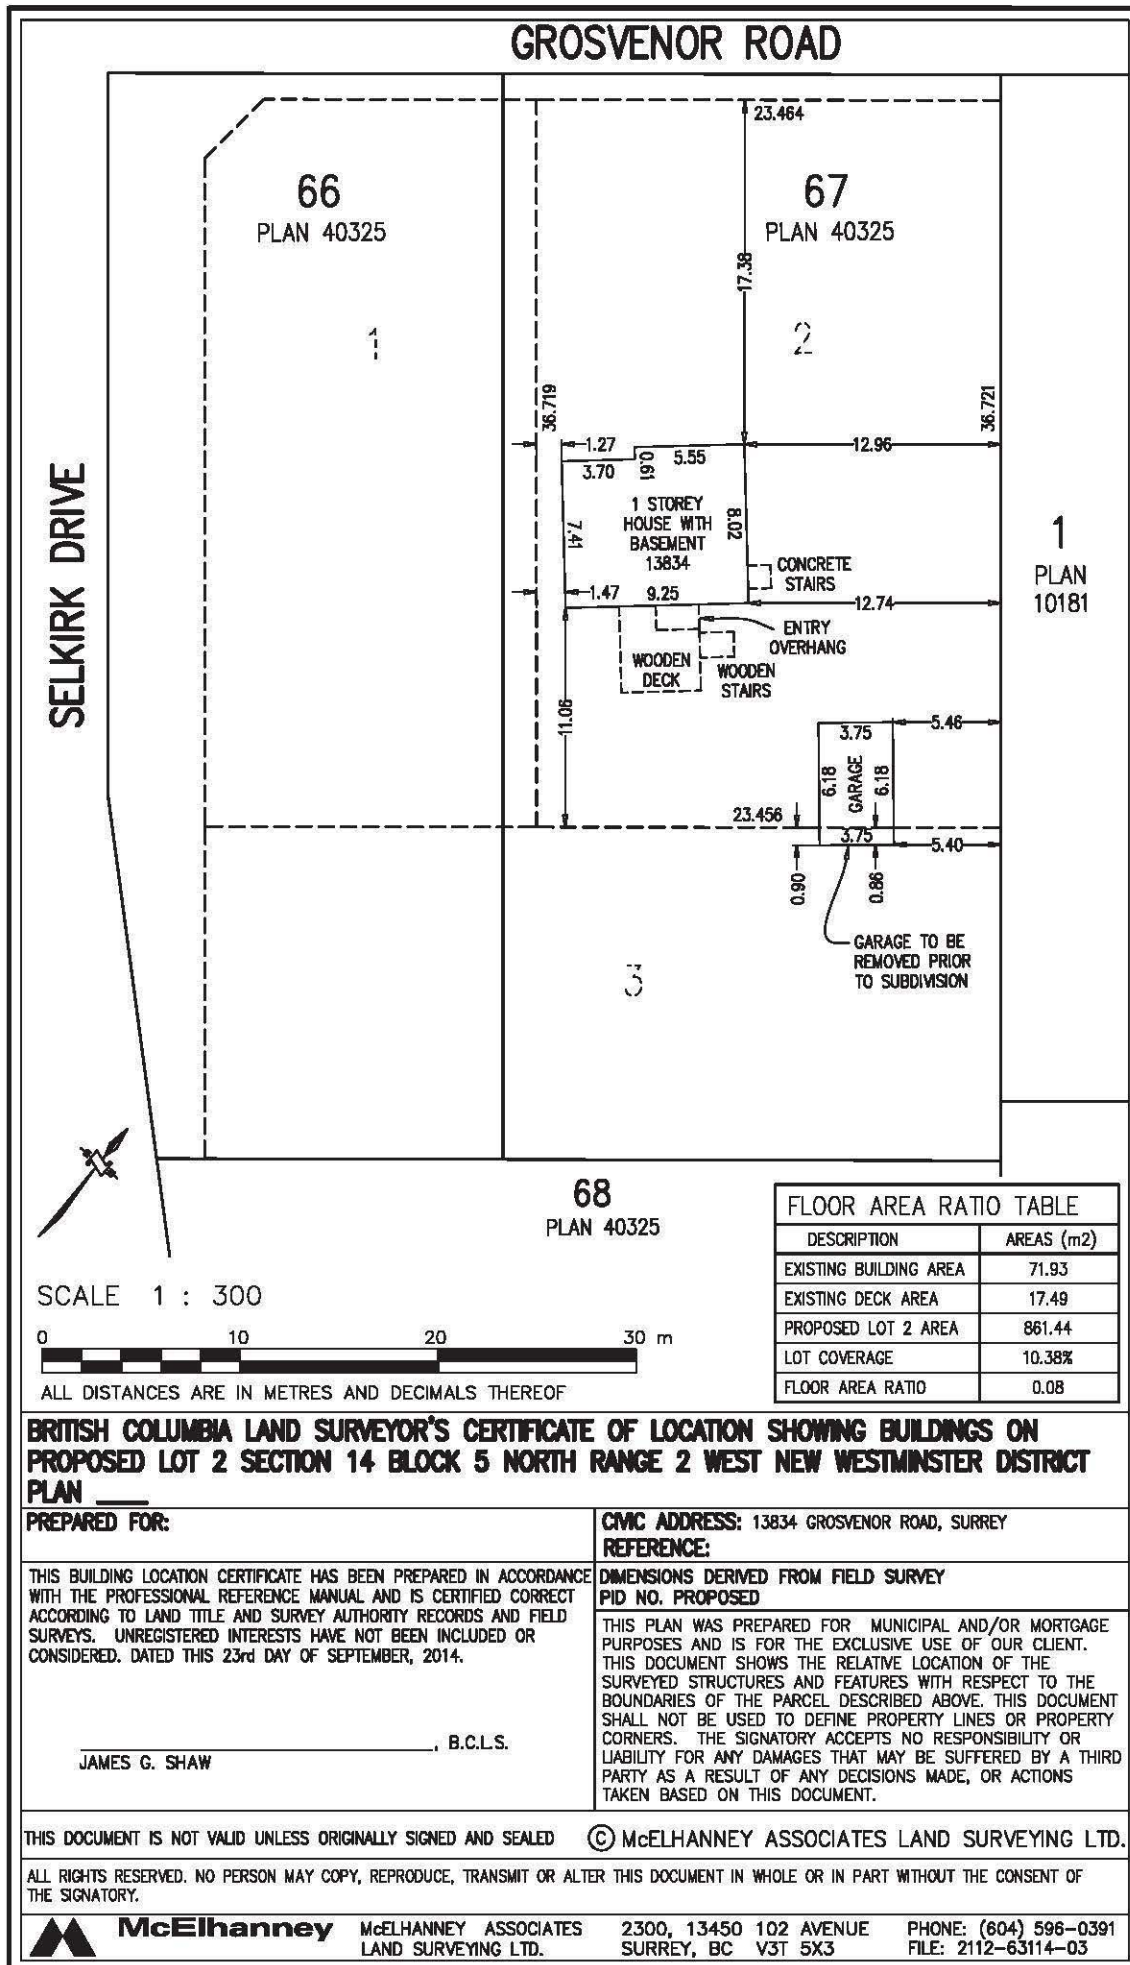 GROSVENOR ROAD
23.464
66
PLAN 40325
67
PLAN 40325
17.38
1
2
36.719
36.721
1.27
12.96
3.70
0.61
5.55
SELKIRK DRIVE
1 STOREY
HOUSE WITH
BASEMENT
13834
7.41
8.02
1
PLAN
10181
CONCRETE
STAIRS
1.47
9.25
12.74
ENTRY
OVERHANG
WOODEN
DECK
WOODEN
STAIRS
11.06
5.46
3.75
6.18
GARAGE
6.18
23.456
3.75
5.40
0.90
0.86
GARAGE TO BE
REMOVED PRIOR
TO SUBDIVISION
3
68
PLAN 40325
FLOOR AREA RATIO TABLE
DESCRIPTION AREAS (m2)
EXISTING BUILDING AREA 71.93
EXISTING DECK AREA 17.49
PROPOSED LOT 2 AREA 861.44
LOT COVERAGE 10.38%
FLOOR AREA RATIO 0.08
SCALE 1 : 300
0 10 20 30 m
ALL DISTANCES ARE IN METRES AND DECIMALS THEREOF
BRITISH COLUMBIA LAND SURVEYOR'S CERTIFICATE OF LOCATION SHOWING BUILDINGS ON
PROPOSED LOT 2 SECTION 14 BLOCK 5 NORTH RANGE 2 WEST NEW WESTMINSTER DISTRICT
PLAN ___
PREPARED FOR:
CIVIC ADDRESS: 13834 GROSVENOR ROAD, SURREY
REFERENCE:
THIS BUILDING LOCATION CERTIFICATE HAS BEEN PREPARED IN ACCORDANCE
WITH THE PROFESSIONAL REFERENCE MANUAL AND IS CERTIFIED CORRECT
ACCORDING TO LAND TITLE AND SURVEY AUTHORITY RECORDS AND FIELD
SURVEYS. UNREGISTERED INTERESTS HAVE NOT BEEN INCLUDED OR
CONSIDERED. DATED THIS 23rd DAY OF SEPTEMBER, 2014.
, B.C.L.S.
JAMES G. SHAW
DIMENSIONS DERIVED FROM FIELD SURVEY
PID NO. PROPOSED
THIS PLAN WAS PREPARED FOR MUNICIPAL AND/OR MORTGAGE
PURPOSES AND IS FOR THE EXCLUSIVE USE OF OUR CLIENT.
THIS DOCUMENT SHOWS THE RELATIVE LOCATION OF THE
SURVEYED STRUCTURES AND FEATURES WITH RESPECT TO THE
BOUNDARIES OF THE PARCEL DESCRIBED ABOVE. THIS DOCUMENT
SHALL NOT BE USED TO DEFINE PROPERTY LINES OR PROPERTY
CORNERS. THE SIGNATORY ACCEPTS NO RESPONSIBILITY OR
LIABILITY FOR ANY DAMAGES THAT MAY BE SUFFERED BY A THIRD
PARTY AS A RESULT OF ANY DECISIONS MADE, OR ACTIONS
TAKEN BASED ON THIS DOCUMENT.
THIS DOCUMENT IS NOT VALID UNLESS ORIGINALLY SIGNED AND SEALED
© McELHANNEY ASSOCIATES LAND SURVEYING LTD.
ALL RIGHTS RESERVED. NO PERSON MAY COPY, REPRODUCE, TRANSMIT OR ALTER THIS DOCUMENT IN WHOLE OR IN PART WITHOUT THE CONSENT OF
THE SIGNATORY.
McElhanney
McELHANNEY ASSOCIATES
LAND SURVEYING LTD.
2300, 13450 102 AVENUE
SURREY, BC V3T 5X3
PHONE: (604) 596-0391
FILE: 2112-63114-03